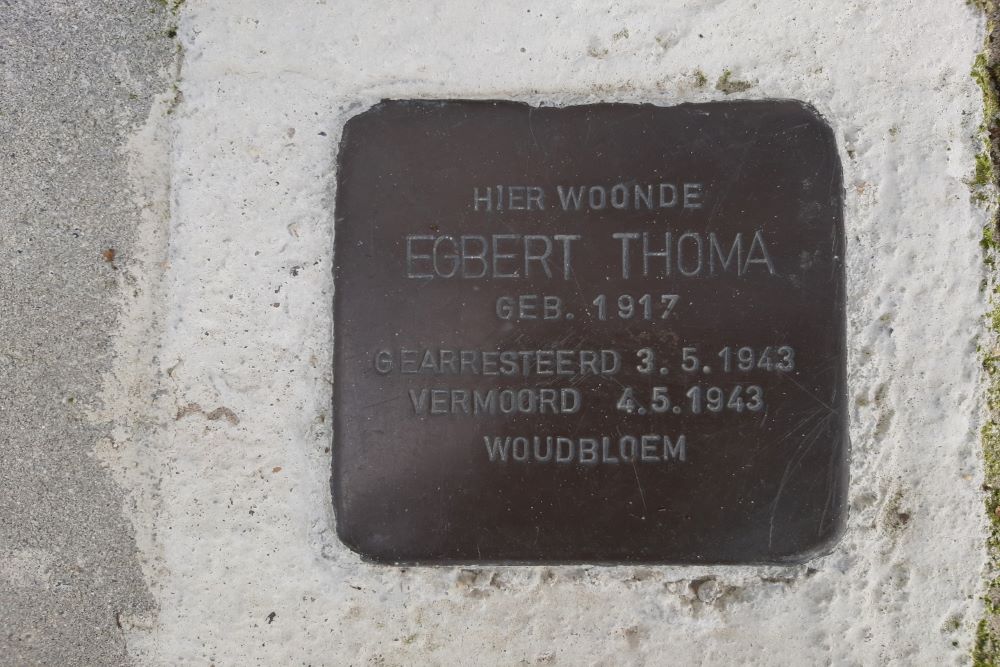 HIER WOONDE
EGBERT THOMA
GEB. 1917
GEARRESTEERD 3.5.1943
VERMOORD 4.5.1943
WOUDBLOEM